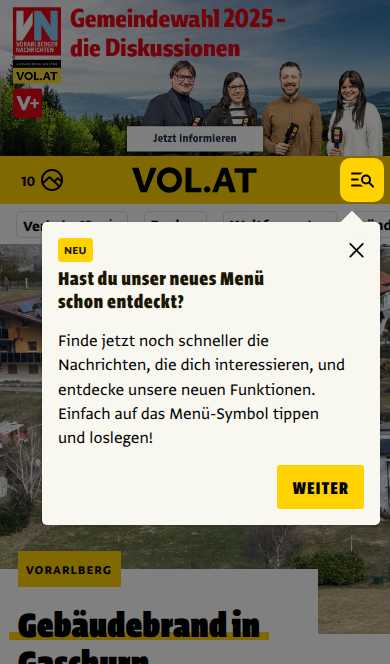 VN
VORARLBERGER
NACHRICHTEN
VOL.AT
V+
Gemeindewahl 2025 –
die Diskussionen
Jetzt informieren
10
VOL.AT
NEU
Hast du unser neues Menü
schon entdeckt?
Finde jetzt noch schneller die
Nachrichten, die dich interessieren, und
entdecke unsere neuen Funktionen.
Einfach auf das Menü-Symbol tippen
und loslegen!
WEITER
VORARLBERG
Gebäudebrand in
Gaschurn